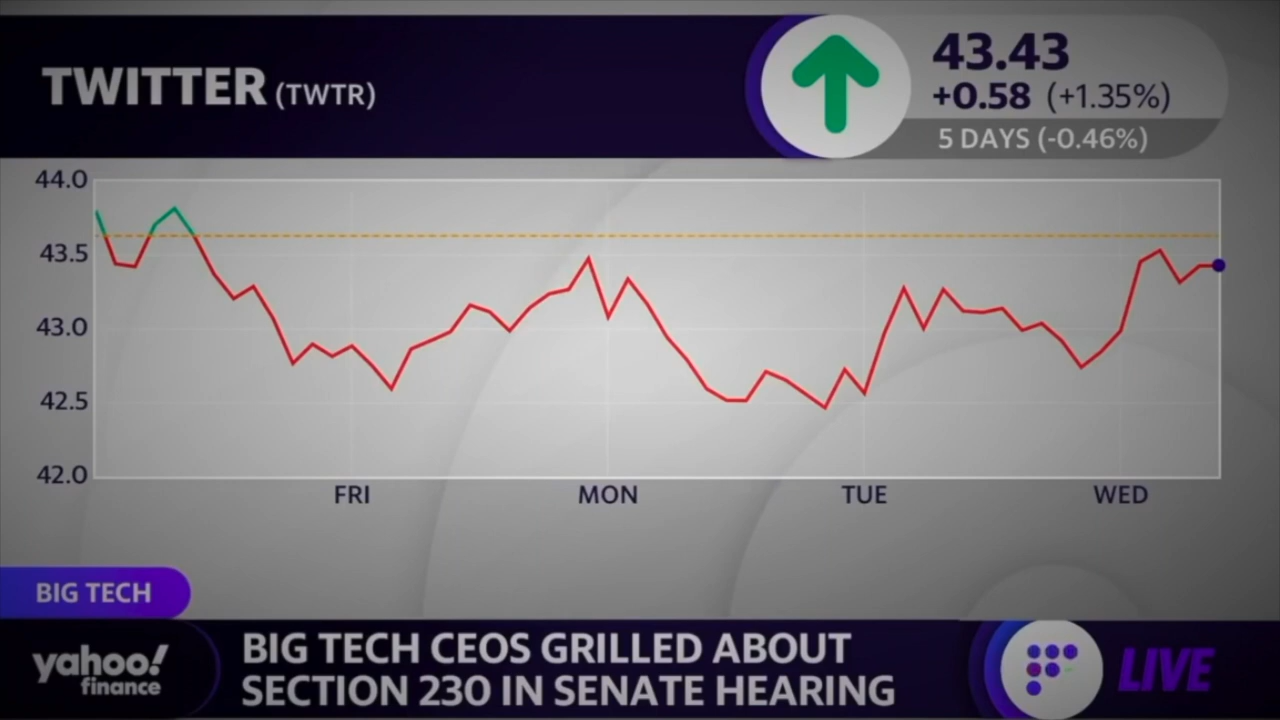 TWITTER (TWTR)
43.43
+0.58 (+1.35%)
5 DAYS (-0.46%)
44.0
43.5
43.0
42.5
42.0
FRI MON TUE WED
BIG TECH
yahoo!
finance
BIG TECH CEOS GRILLED ABOUT
SECTION 230 IN SENATE HEARING
LIVE